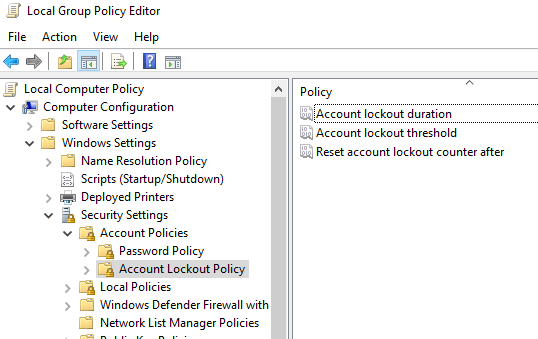 Local Group Policy Editor
File Action View Help
Local Computer Policy
Computer Configuration
Software Settings
Windows Settings
Name Resolution Policy
Scripts (Startup/Shutdown)
Deployed Printers
Security Settings
Account Policies
Password Policy
Account Lockout Policy
Local Policies
Windows Defender Firewall with
Network List Manager Policies
Policy
Account lockout duration
Account lockout threshold
Reset account lockout counter after